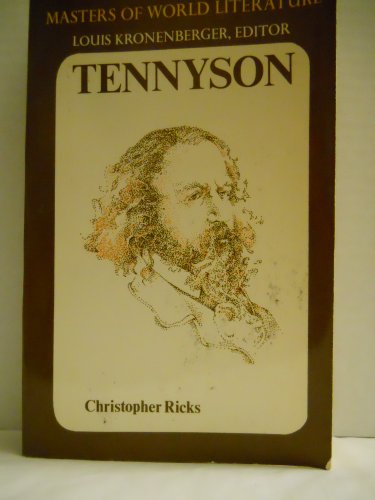 MASTERS OF WORLD LITERATURE
LOUIS KRONENBERGER, EDITOR
TENNYSON
Christopher Ricks